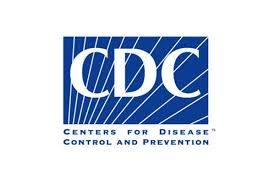 CDC
CENTERS FOR DISEASE™
CONTROL AND PREVENTION